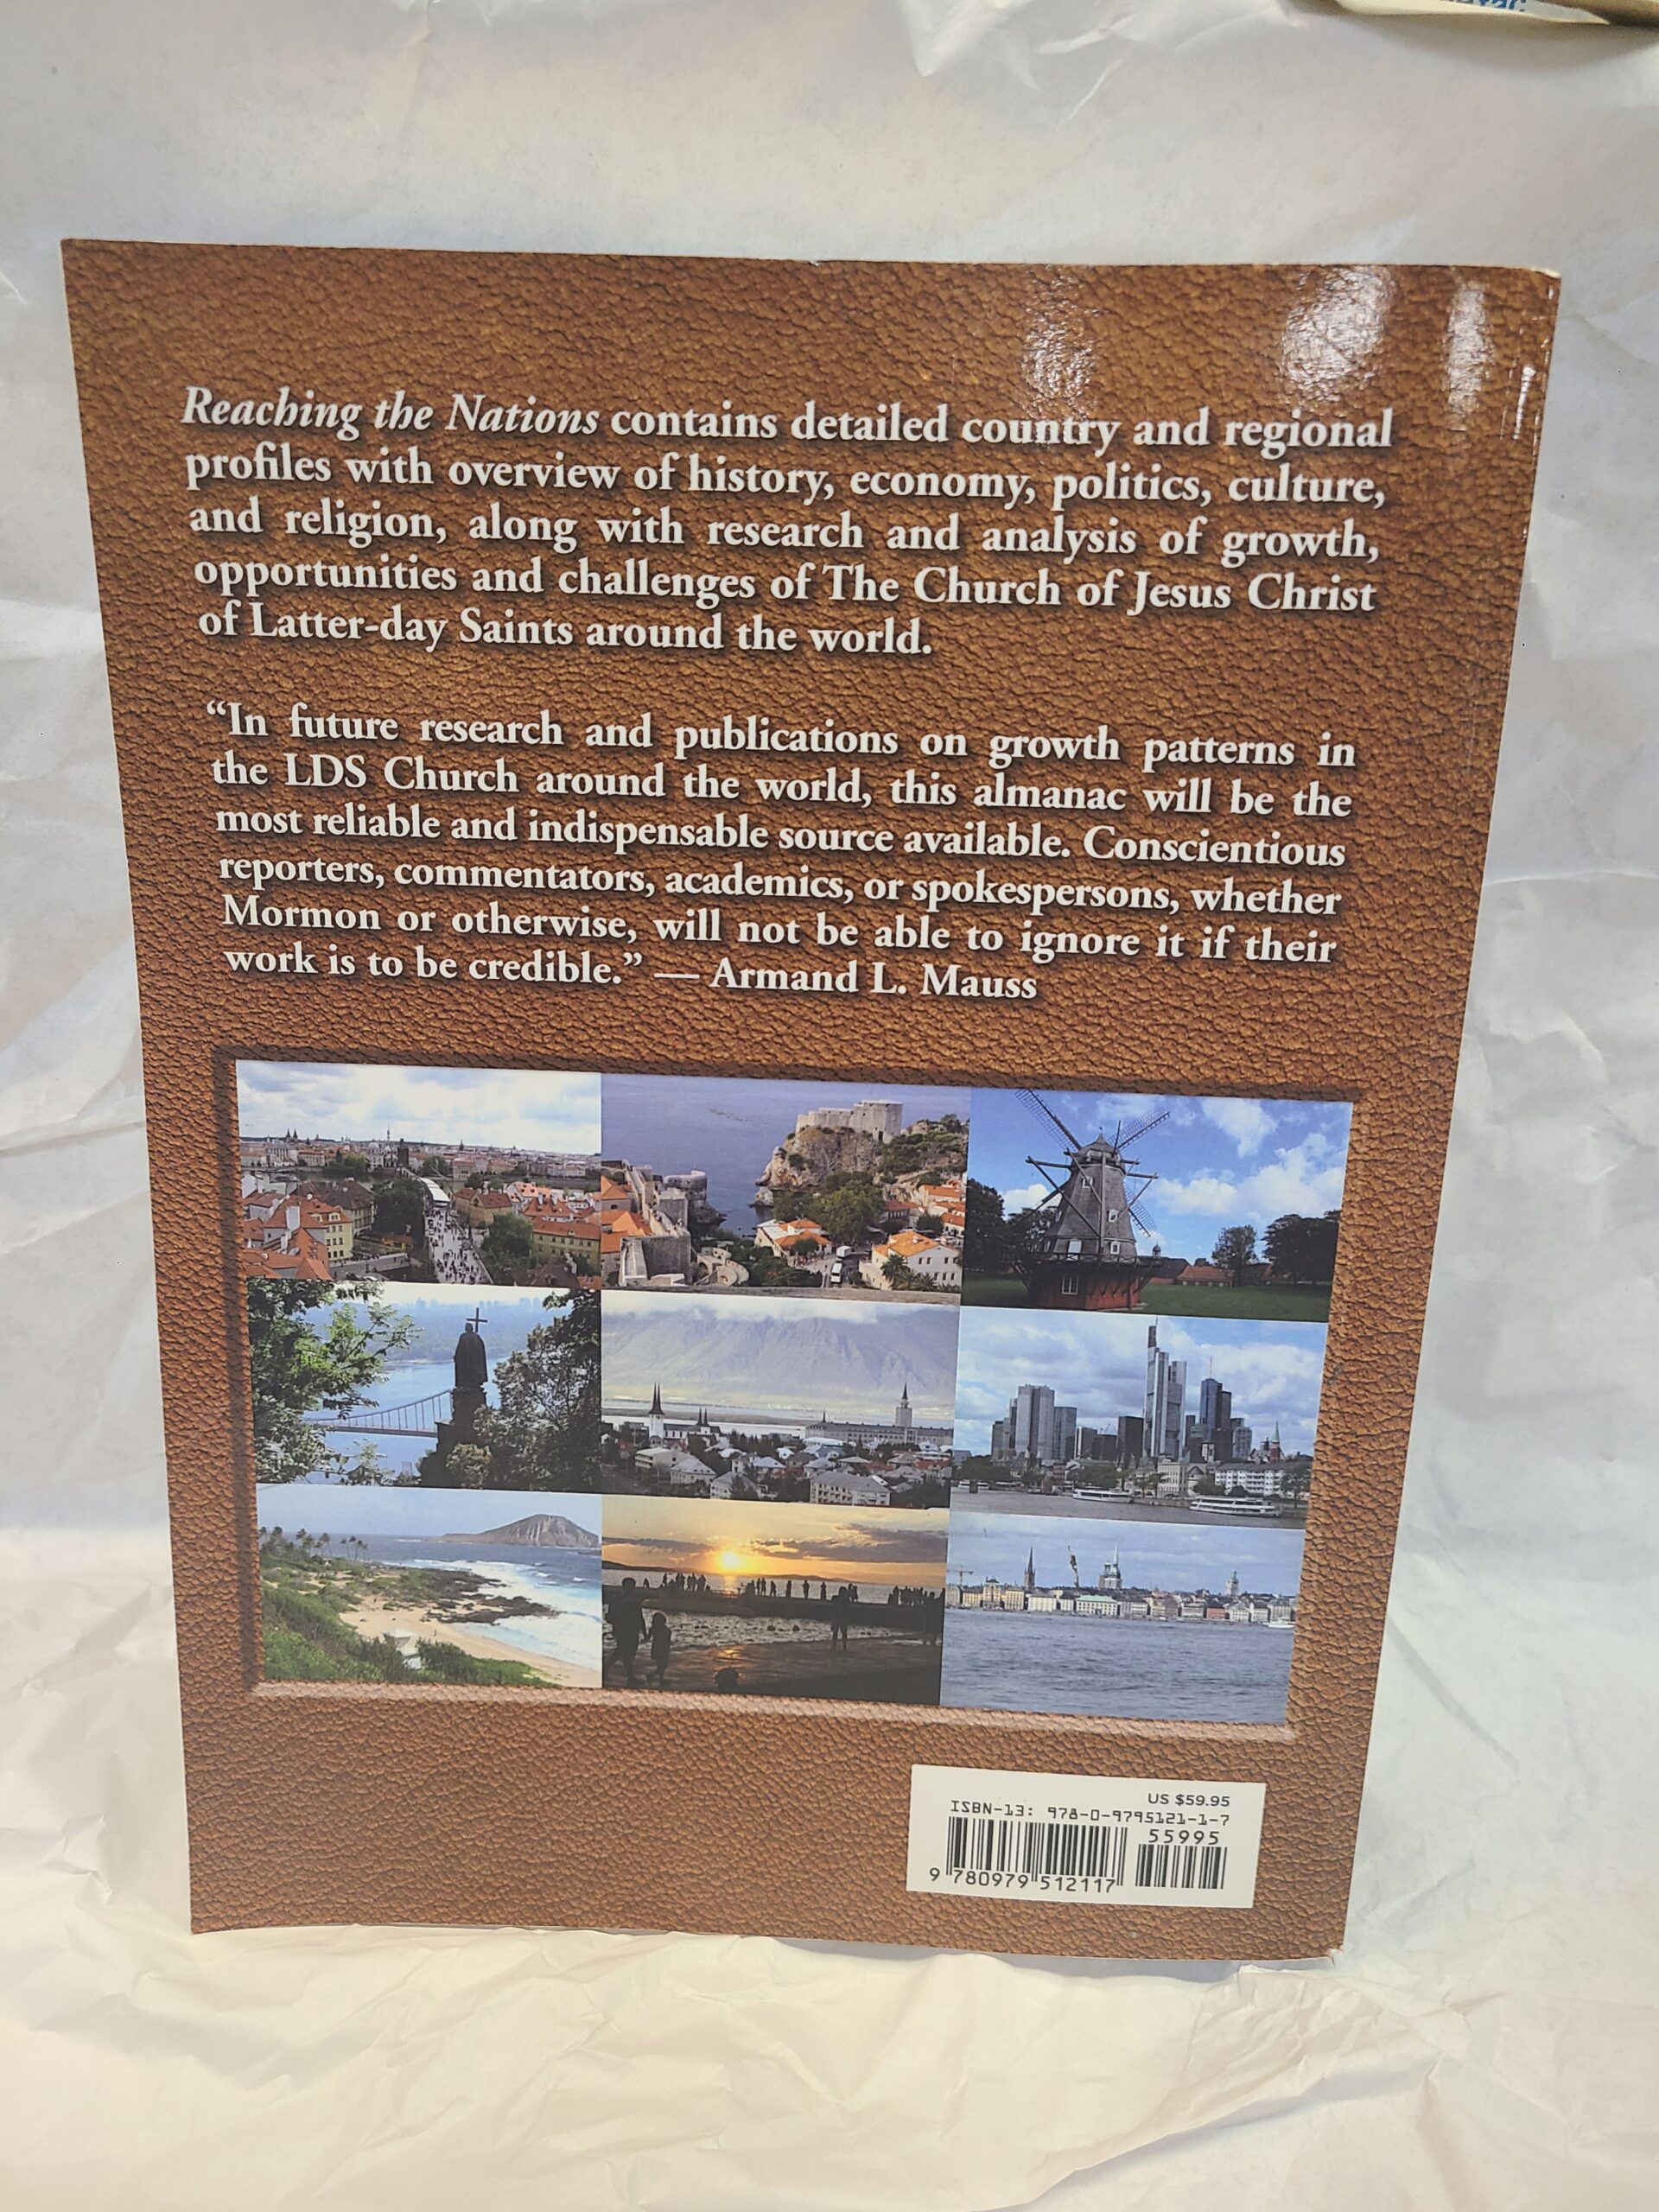 Reaching the Nations contains detailed country and regional
profiles with overview of history, economy, politics, culture,
and religion, along with research and analysis of growth,
opportunities and challenges of The Church of Jesus Christ
of Latter-day Saints around the world.
“In future research and publications on growth patterns in
the LDS Church around the world, this almanac will be the
most reliable and indispensable source available. Conscientious
reporters, commentators, academics, or spokespersons, whether
Mormon or otherwise, will not be able to ignore it if their
work is to be credible.” — Armand L. Mauss
US $59.95
ISBN-13: 978-0-9795121-1-7
55995
9 780979 512117